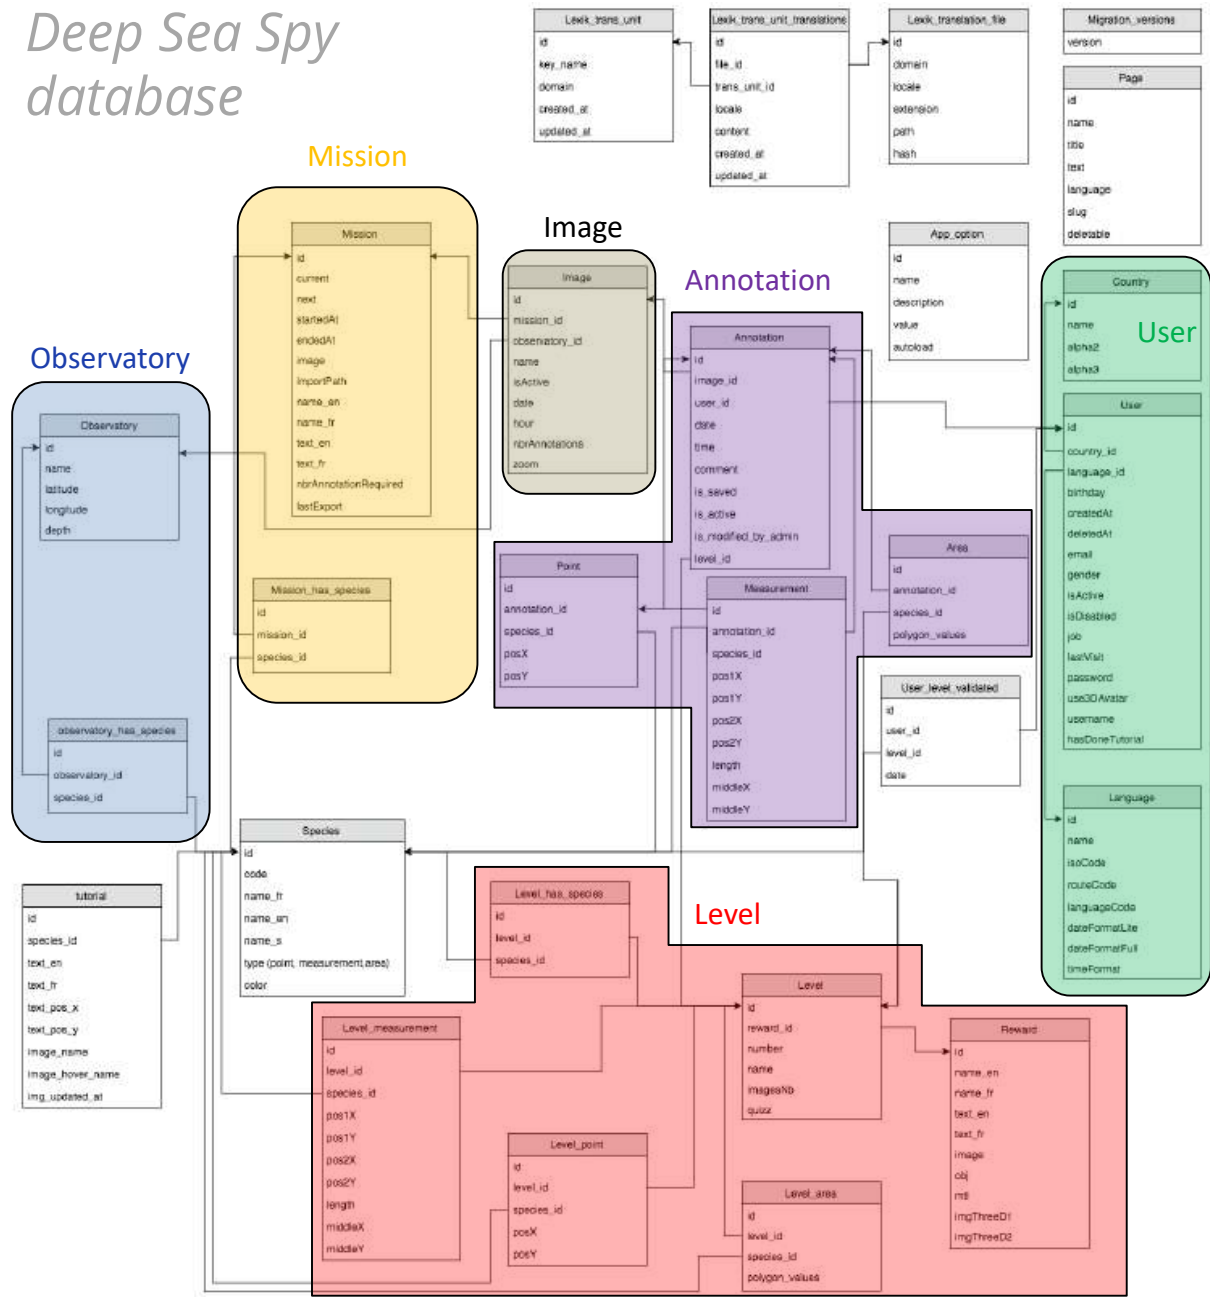 Deep Sea Spy
database
Lexik_trans_unit
id
key_name
domain
created_at
updated_at
Lexik_trans_unit_translations
id
file_id
trans_unit_id
locale
content
created_at
updated_at
Lexik_translation_file
id
domain
locale
extension
path
hash
Migration_versions
version
Page
id
name
title
text
language
slug
deletable
Mission
Mission
id
current
next
startedAt
endedAt
image
importPath
name_en
name_fr
text_en
text_fr
nbrAnnotationRequired
lastExport
Mission_has_species
id
mission_id
species_id
Image
Image
id
mission_id
observatory_id
name
isActive
date
hour
nbrAnnotations
zoom
App_option
id
name
description
value
autoload
Annotation
Annotation
id
image_id
user_id
date
time
comment
is_saved
is_active
is_modified_by_admin
level_id
Point
id
annotation_id
species_id
posX
posY
Measurement
id
annotation_id
species_id
pos1X
pos1Y
pos2X
pos2Y
length
middleX
middleY
Area
id
annotation_id
species_id
polygon_values
User
Country
id
name
alpha2
alpha3
User
id
country_id
language_id
birthday
createdAt
deletedAt
email
gender
isActive
isDisabled
job
lastVisit
password
use3DAvatar
username
hasDoneTutorial
Language
id
name
isoCode
routeCode
languageCode
dateFormatLite
dateFormatFull
timeFormat
Observatory
Observatory
id
name
latitude
longitude
depth
observatory_has_species
id
observatory_id
species_id
User_level_validated
id
user_id
level_id
date
Species
id
code
name_fr
name_en
name_s
type (point, measurement,area)
color
tutorial
id
species_id
text_en
text_fr
text_pos_x
text_pos_y
image_name
image_hover_name
img_updated_at
Level
Level_has_species
id
level_id
species_id
Level
id
reward_id
number
name
imagesNb
quizz
Reward
id
name_en
name_fr
text_en
text_fr
image
obj
mtl
imgThreeD1
imgThreeD2
Level_measurement
id
level_id
species_id
pos1X
pos1Y
pos2X
pos2Y
length
middleX
middleY
Level_point
id
level_id
species_id
posX
posY
Level_area
id
level_id
species_id
polygon_values